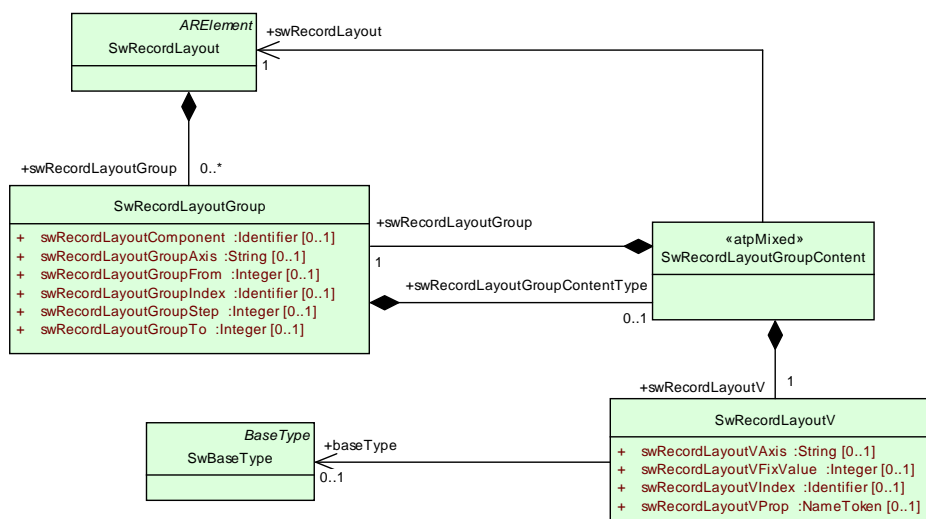 ARElement
SwRecordLayout
+swRecordLayout
1
+swRecordLayoutGroup 0..*
SwRecordLayoutGroup
+ swRecordLayoutComponent :Identifier [0..1]
+ swRecordLayoutGroupAxis :String [0..1]
+ swRecordLayoutGroupFrom :Integer [0..1]
+ swRecordLayoutGroupIndex :Identifier [0..1]
+ swRecordLayoutGroupStep :Integer [0..1]
+ swRecordLayoutGroupTo :Integer [0..1]
+swRecordLayoutGroup
1
+swRecordLayoutGroupContentType
0..1
«atpMixed»
SwRecordLayoutGroupContent
+swRecordLayoutV 1
SwRecordLayoutV
+ swRecordLayoutVAxis :String [0..1]
+ swRecordLayoutVFixValue :Integer [0..1]
+ swRecordLayoutVIndex :Identifier [0..1]
+ swRecordLayoutVProp :NameToken [0..1]
BaseType
SwBaseType
+baseType
0..1